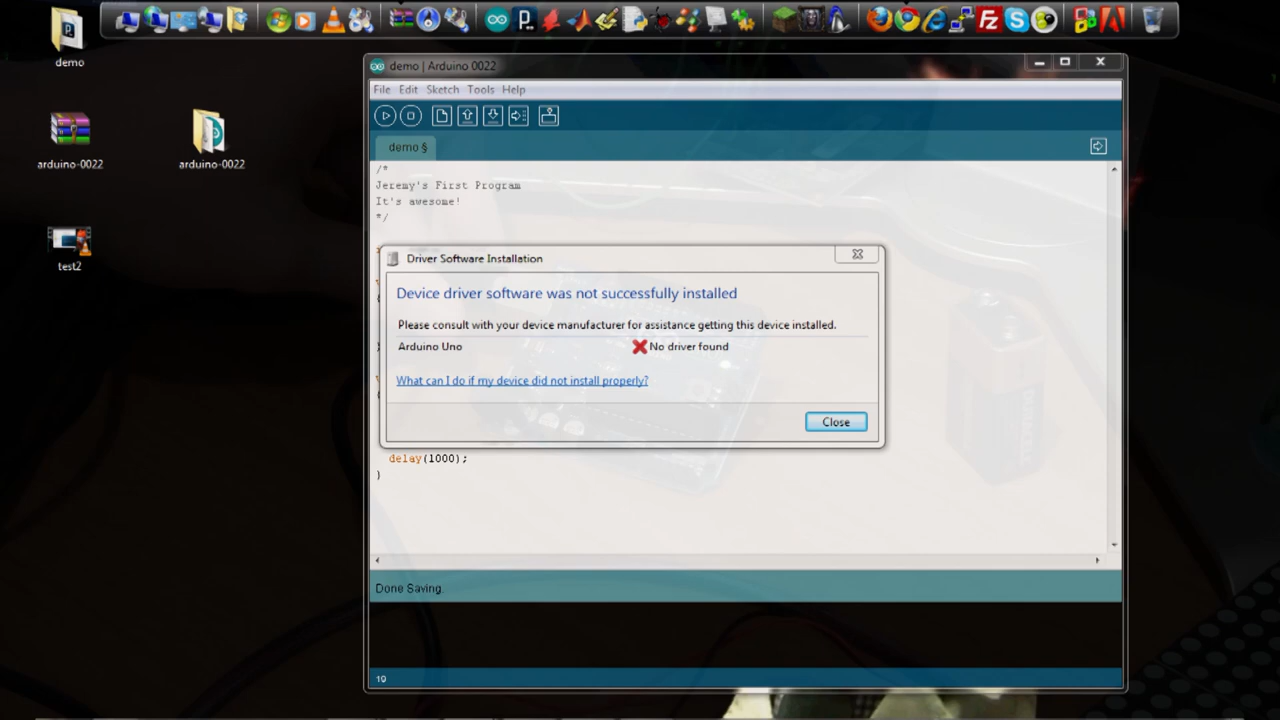 demo
arduino-0022
arduino-0022
test2
demo | Arduino 0022
File Edit Sketch Tools Help
demo §
/*
Jeremy's First Program
It's awesome!
*/
Driver Software Installation
Device driver software was not successfully installed
Please consult with your device manufacturer for assistance getting this device installed.
Arduino Uno No driver found
What can I do if my device did not install properly?
Close
delay(1000);
}
Done Saving.
19